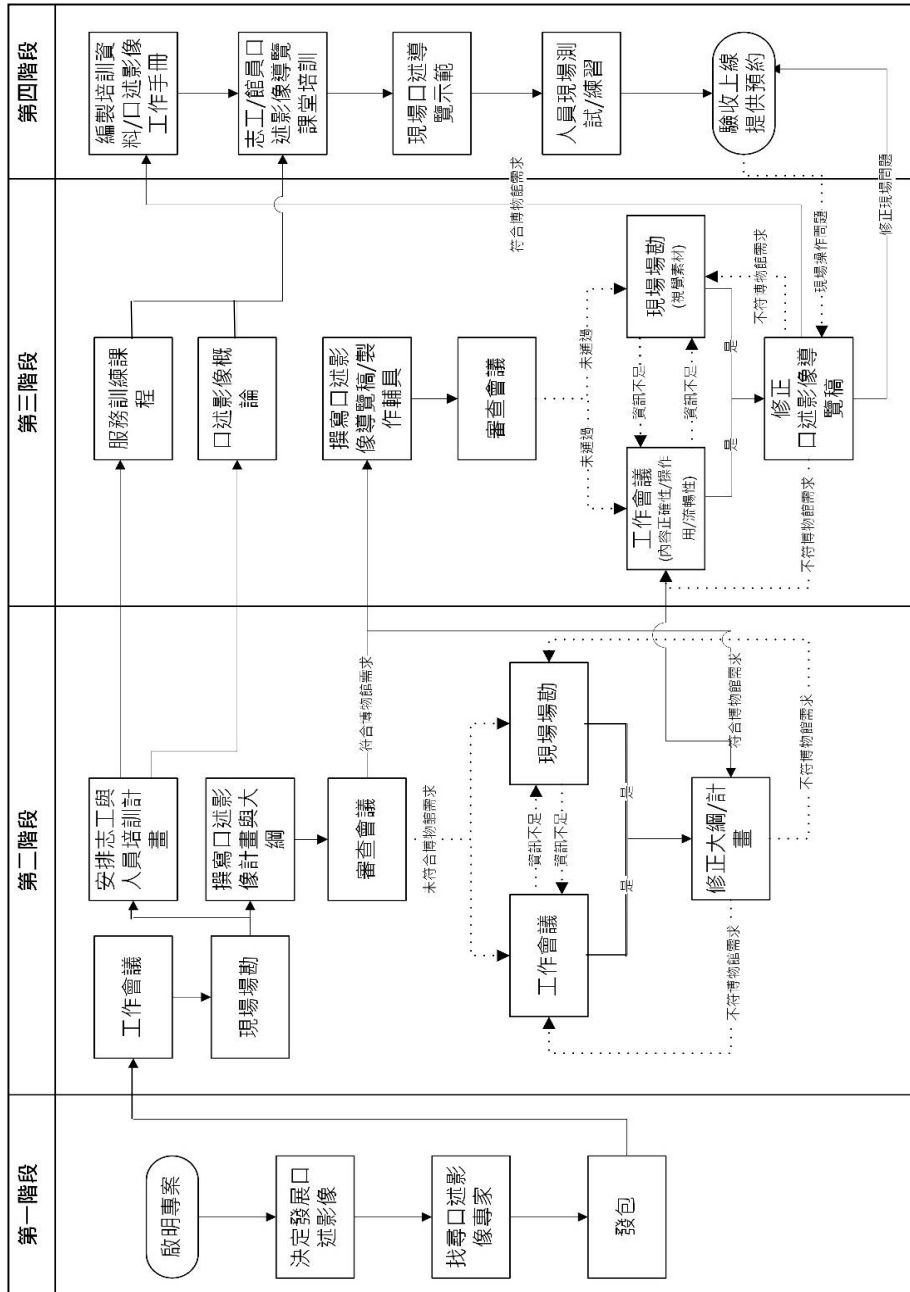 第一階段
啟明專案
決定發展口
述影像
找尋口述影
像專家
發包
第二階段
工作會議
現場場勘
安排志工與
人員培訓計
畫
撰寫口述影
像計畫與大
綱
審查會議
符合博物館需求
未符合博物館需求
工作會議
資訊不足
資訊不足
現場場勘
是
是
修正大綱/計
畫
不符博物館需求
不符博物館需求
符合博物館需求
第三階段
服務訓練課
程
口述影像概
論
撰寫口述影
像導覽稿/製
作輔具
審查會議
未通過
未通過
工作會議
(內容正確性/操作
用/流暢性)
資訊不足
資訊不足
現場場勘
(視覺素材)
是
是
不符博物館需求
修正
口述影像導
覽稿
不符博物館需求
符合博物館需求
現場操作問題
修正現場問題
第四階段
編製培訓資
料/口述影像
工作手冊
志工/館員口
述影像導覽
課堂培訓
現場口述導
覽示範
人員現場測
試/練習
驗收上線
提供預約